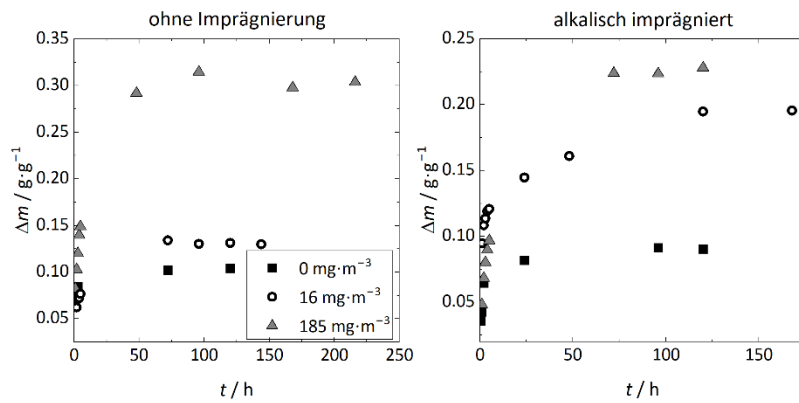 ohne Imprägnierung
0.35
0.30
0.25
0.20
0.15
0.10
0.05
Δm / g·g⁻¹
0 mg·m⁻³
16 mg·m⁻³
185 mg·m⁻³
0 50 100 150 200 250
t / h
alkalisch imprägniert
0.25
0.20
0.15
0.10
0.05
Δm / g·g⁻¹
0 50 100 150
t / h